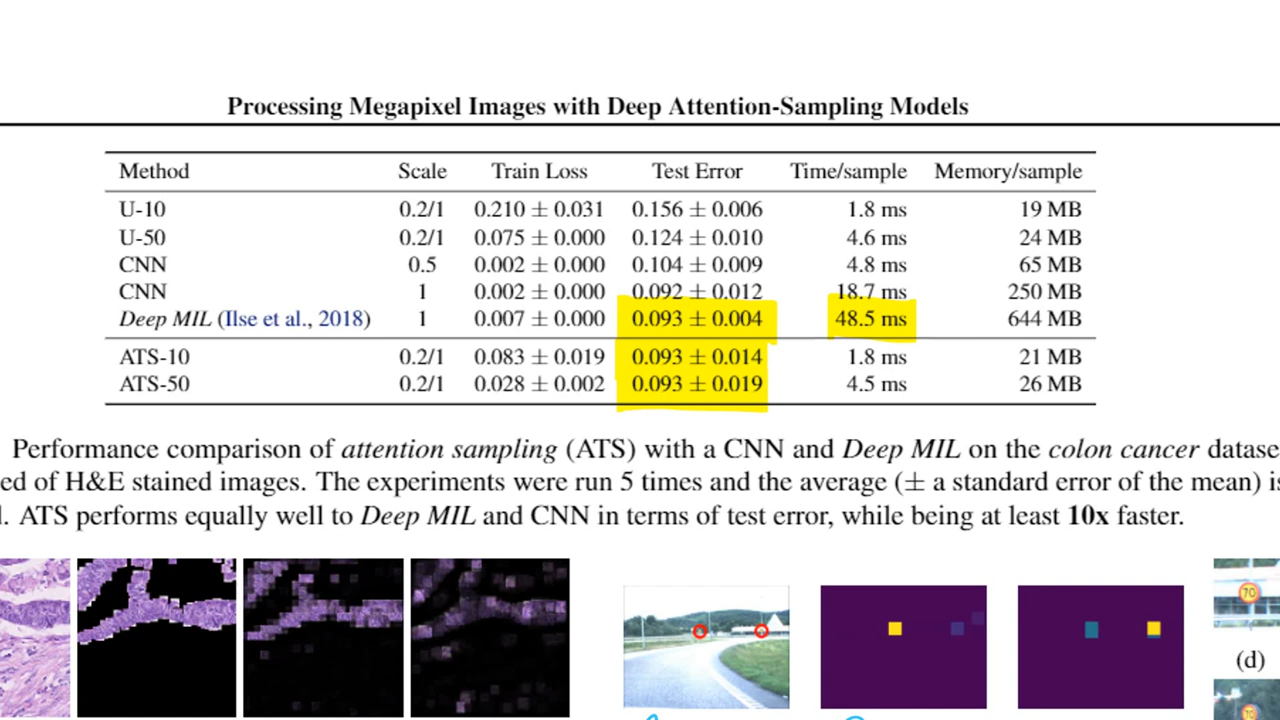 Processing Megapixel Images with Deep Attention-Sampling Models
Method Scale Train Loss Test Error Time/sample Memory/sample
U-10 0.2/1 0.210 ± 0.031 0.156 ± 0.006 1.8 ms 19 MB
U-50 0.2/1 0.075 ± 0.000 0.124 ± 0.010 4.6 ms 24 MB
CNN 0.5 0.002 ± 0.000 0.104 ± 0.009 4.8 ms 65 MB
CNN 1 0.002 ± 0.000 0.092 ± 0.012 18.7 ms 250 MB
Deep MIL (Ilse et al., 2018) 1 0.007 ± 0.000 0.093 ± 0.004 48.5 ms 644 MB
ATS-10 0.2/1 0.083 ± 0.019 0.093 ± 0.014 1.8 ms 21 MB
ATS-50 0.2/1 0.028 ± 0.002 0.093 ± 0.019 4.5 ms 26 MB
Performance comparison of attention sampling (ATS) with a CNN and Deep MIL on the colon cancer datase
ed of H&E stained images. The experiments were run 5 times and the average (± a standard error of the mean) is
. ATS performs equally well to Deep MIL and CNN in terms of test error, while being at least 10x faster.
70
(d)
70